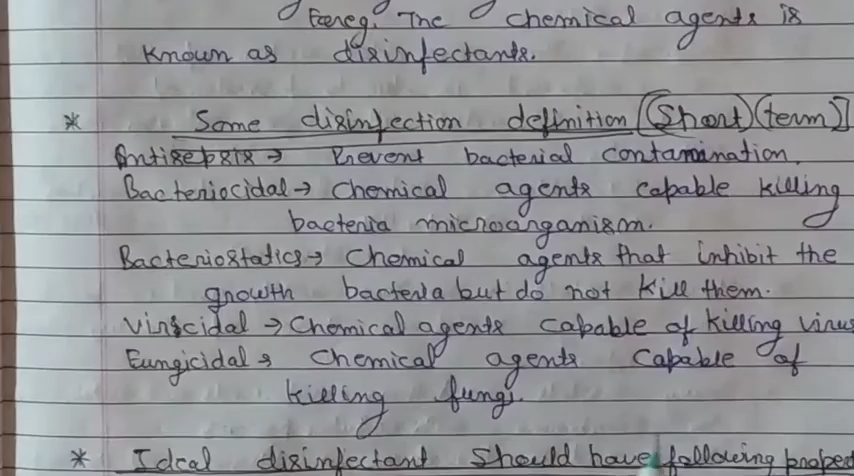 The chemical agents is
known as disinfectants.
* Some disinfection definition [(Short) (term)]
Antisepsis → Prevent bacterial contamination.
Bacteriocidal → Chemical agents capable killing
bacteria microorganism.
Bacteriostatics → Chemical agents that inhibit the
growth bacteria but do not kill them.
Viricidal → Chemical agents capable of killing virus
Fungicidal → Chemical agents capable of
killing fungi.
* Ideal disinfectant should have following propert